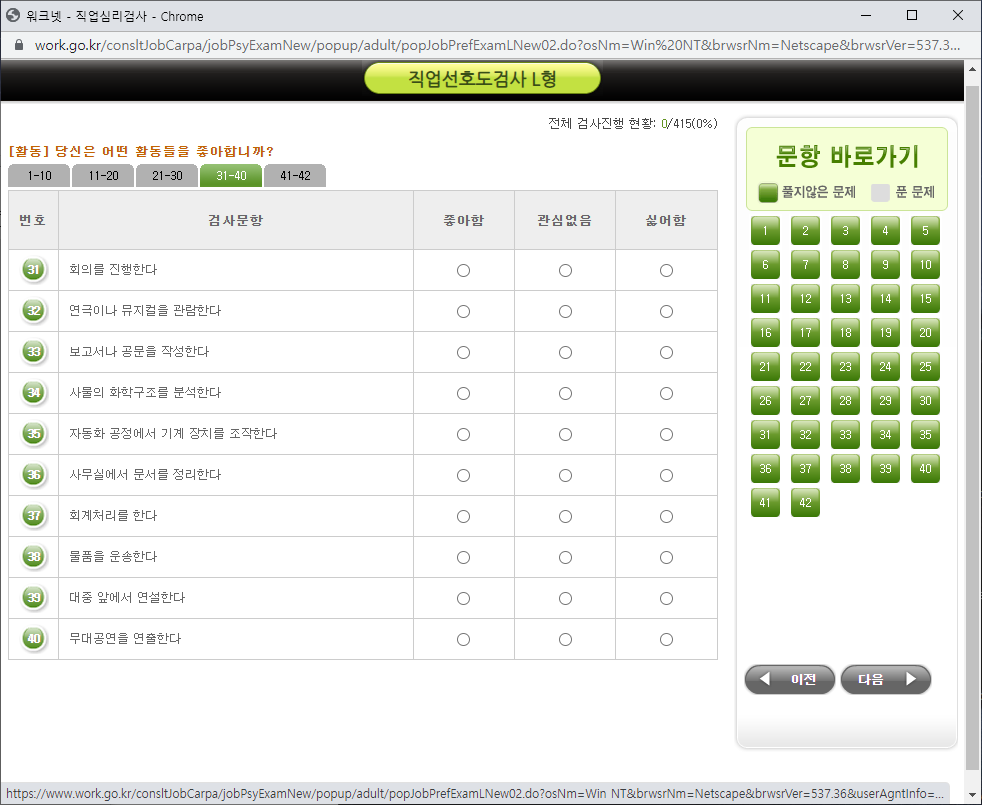 워크넷 - 직업심리검사 - Chrome
work.go.kr/consltJobCarpa/jobPsyExamNew/popup/adult/popJobPrefExamLNew02.do?osNm=Win%20NT&brwsrNm=Netscape&brwsrVer=537.3...
직업선호도검사 L형
전체 검사진행 현황: 0/415(0%)
[활동] 당신은 어떤 활동들을 좋아합니까?
1-10 11-20 21-30 31-40 41-42
번호 검사문항 좋아함 관심없음 싫어함
31 회의를 진행한다
32 연극이나 뮤지컬을 관람한다
33 보고서나 공문을 작성한다
34 사물의 화학구조를 분석한다
35 자동화 공정에서 기계 장치를 조작한다
36 사무실에서 문서를 정리한다
37 회계처리를 한다
38 물품을 운송한다
39 대중 앞에서 연설한다
40 무대공연을 연출한다
문항 바로가기
풀지않은 문제 푼 문제
1 2 3 4 5
6 7 8 9 10
11 12 13 14 15
16 17 18 19 20
21 22 23 24 25
26 27 28 29 30
31 32 33 34 35
36 37 38 39 40
41 42
이전 다음
https://www.work.go.kr/consltJobCarpa/jobPsyExamNew/popup/adult/popJobPrefExamLNew02.do?osNm=Win NT&brwsrNm=Netscape&brwsrVer=537.36&userAgntInfo=...